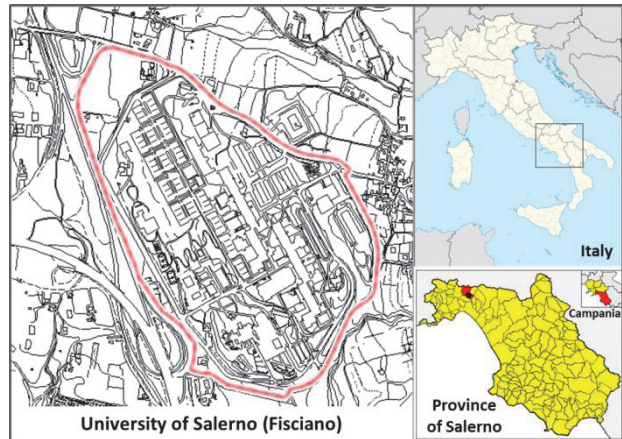 University of Salerno (Fisciano)
Italy
Campania
Province
of Salerno